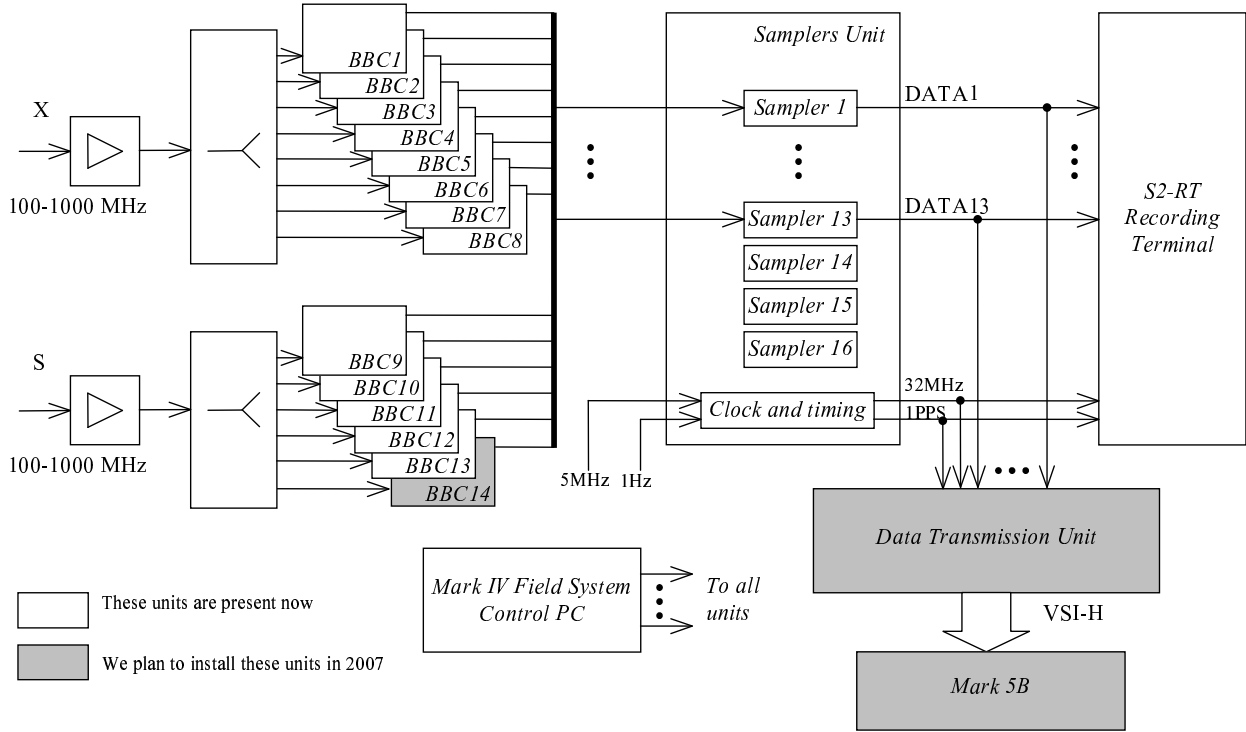 X
100-1000 MHz
BBC1
BBC2
BBC3
BBC4
BBC5
BBC6
BBC7
BBC8
S
100-1000 MHz
BBC9
BBC10
BBC11
BBC12
BBC13
BBC14
Samplers Unit
Sampler 1
Sampler 13
Sampler 14
Sampler 15
Sampler 16
Clock and timing
5MHz
1Hz
DATA1
DATA13
32MHz
1PPS
S2-RT
Recording
Terminal
Data Transmission Unit
VSI-H
Mark 5B
Mark IV Field System
Control PC
To all
units
These units are present now
We plan to install these units in 2007